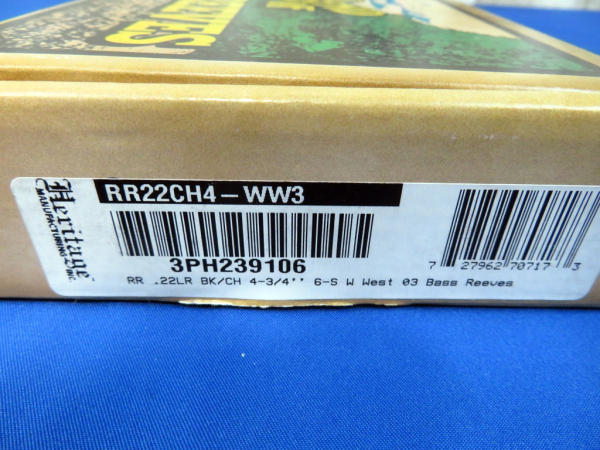 Heritage
MANUFACTURING INC.
RR22CH4-WW3
3PH239106
RR .22LR BK/CH 4-3/4'' 6-S W West 03 Bass Reeves
7 27962 70717 3